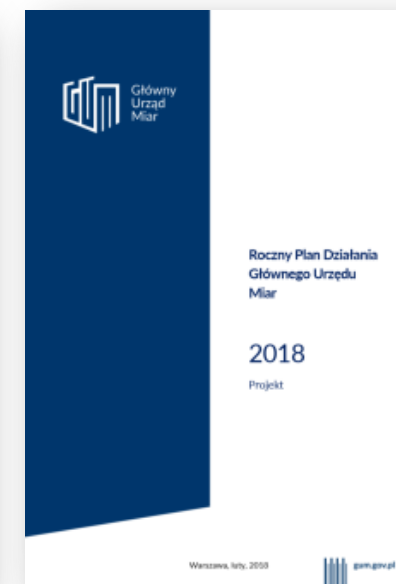 Główny
Urząd
Miar
Roczny Plan Działania
Głównego Urzędu
Miar
2018
Projekt
Warszawa, luty, 2018
gum.gov.pl